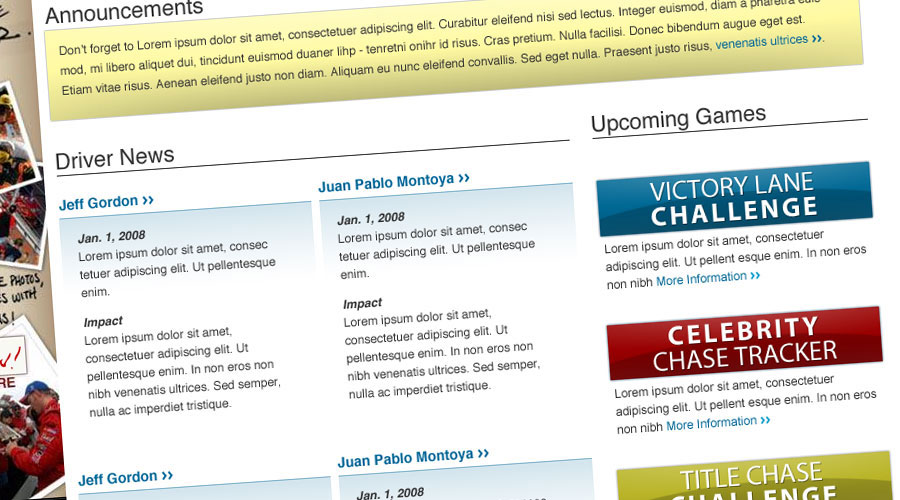 Announcements
Don't forget to Lorem ipsum dolor sit amet, consectetuer adipiscing elit. Curabitur eleifend nisi sed lectus. Integer euismod, diam a pharetra
mod, mi libero aliquet dui, tincidunt euismod duaner lihp - tenretni onihr id risus. Cras pretium. Nulla facilisi. Donec bibendum augue eget est.
Etiam vitae risus. Aenean eleifend justo non diam. Aliquam eu nunc eleifend convallis. Sed eget nulla. Praesent justo risus, venenatis ultrices ››.
Driver News
Jeff Gordon ››
Jan. 1, 2008
Lorem ipsum dolor sit amet, consec
tetuer adipiscing elit. Ut pellentesque
enim.
Impact
Lorem ipsum dolor sit amet,
consectetuer adipiscing elit. Ut
pellentesque enim. In eros eros non
nibh venenatis ultrices. Sed semper,
nulla ac imperdiet tristique.
Juan Pablo Montoya ››
Jan. 1, 2008
Lorem ipsum dolor sit amet, consec
tetuer adipiscing elit. Ut pellentesque
enim.
Impact
Lorem ipsum dolor sit amet,
consectetuer adipiscing elit. Ut
pellentesque enim. In eros eros non
nibh venenatis ultrices. Sed semper,
nulla ac imperdiet tristique.
Jeff Gordon ››
Juan Pablo Montoya ››
Jan. 1, 2008
Upcoming Games
VICTORY LANE
CHALLENGE
Lorem ipsum dolor sit amet, consectetuer
adipiscing elit. Ut pellent esque enim. In eros eros
non nibh More Information ››
CELEBRITY
CHASE TRACKER
Lorem ipsum dolor sit amet, consectetuer
adipiscing elit. Ut pellent esque enim. In eros eros
non nibh More Information ››
TITLE CHASE
CHALLENGE
PHOTOS,
WITH